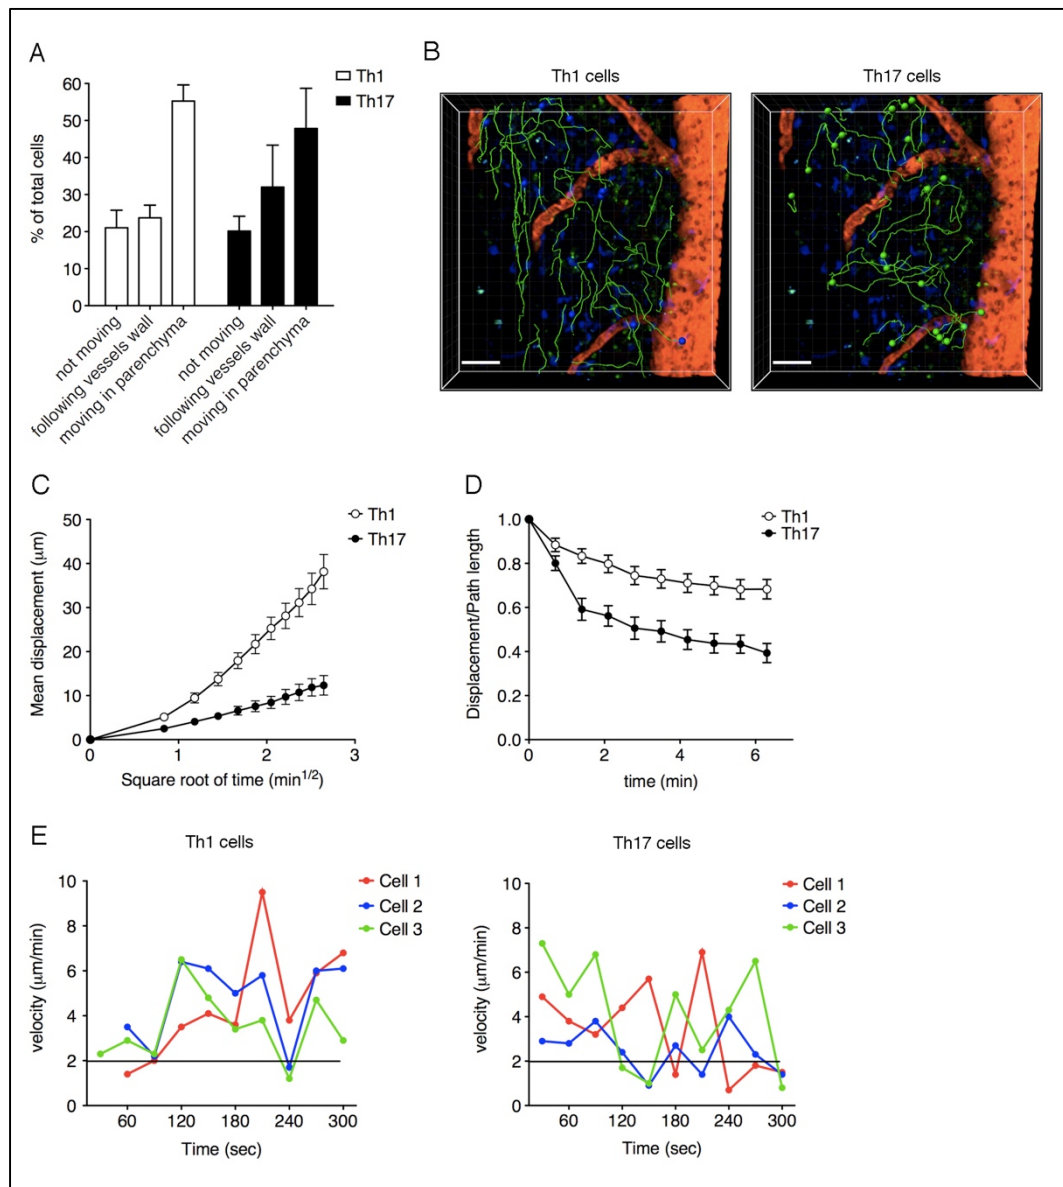 A
Th1
Th17
% of total cells
60
50
40
30
20
10
0
not moving
following vessels wall
moving in parenchyma
not moving
following vessels wall
moving in parenchyma
B
Th1 cells
Th17 cells
C
Th1
Th17
Mean displacement (µm)
50
40
30
20
10
0
0 1 2 3
Square root of time (min1/2)
D
Th1
Th17
Displacement/Path length
1.0
0.8
0.6
0.4
0.2
0.0
0 2 4 6
time (min)
E
Th1 cells
Cell 1
Cell 2
Cell 3
velocity (µm/min)
10
8
6
4
2
0
60 120 180 240 300
Time (sec)
Th17 cells
Cell 1
Cell 2
Cell 3
velocity (µm/min)
10
8
6
4
2
0
60 120 180 240 300
Time (sec)